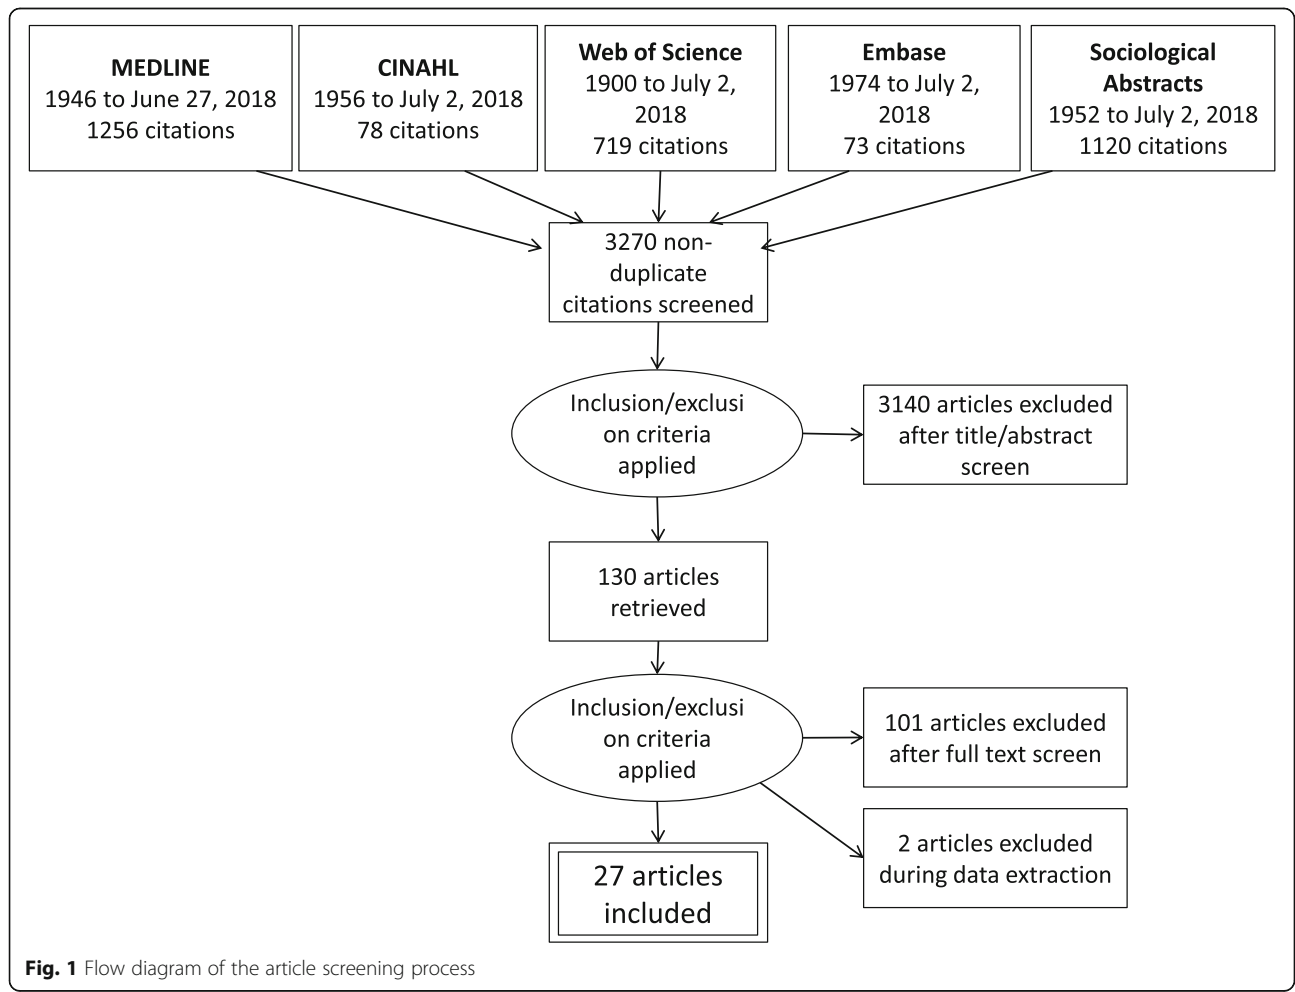 MEDLINE
1946 to June 27, 2018
1256 citations
CINAHL
1956 to July 2, 2018
78 citations
Web of Science
1900 to July 2,
2018
719 citations
Embase
1974 to July 2,
2018
73 citations
Sociological
Abstracts
1952 to July 2, 2018
1120 citations
3270 non-
duplicate
citations screened
Inclusion/exclusi
on criteria
applied
3140 articles excluded
after title/abstract
screen
130 articles
retrieved
Inclusion/exclusi
on criteria
applied
101 articles excluded
after full text screen
2 articles excluded
during data extraction
27 articles
included
Fig. 1 Flow diagram of the article screening process